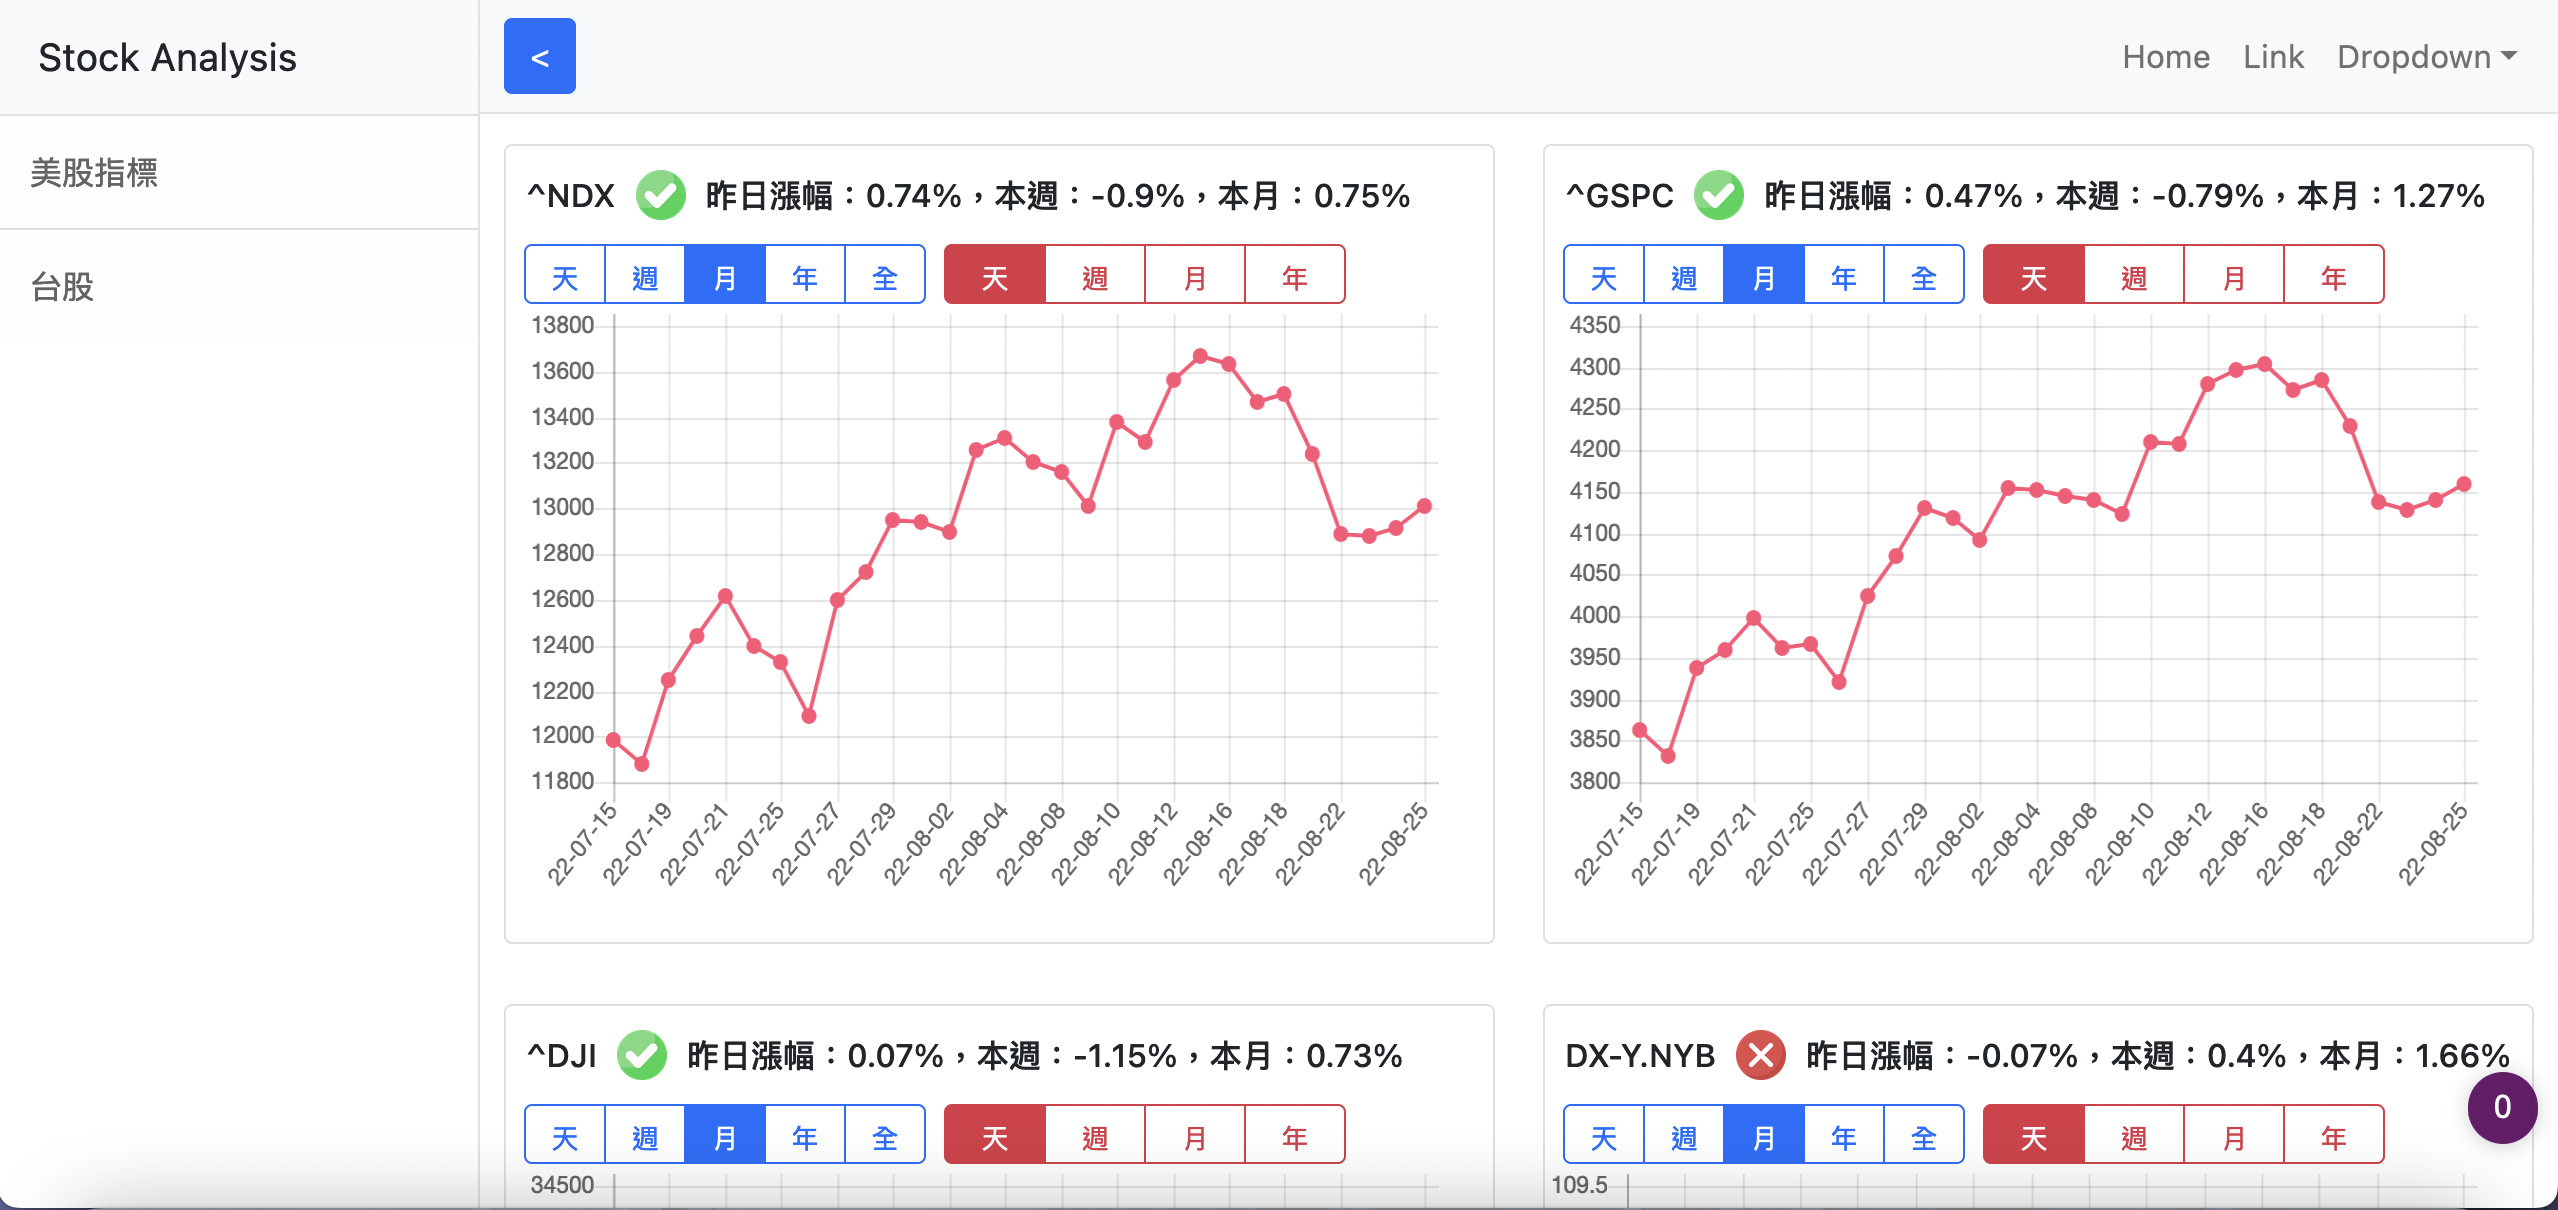 Stock Analysis
<
Home Link Dropdown
美股指標
台股
^NDX 昨日漲幅：0.74%，本週：-0.9%，本月：0.75%
天 週 月 年 全 天 週 月 年
13800
13600
13400
13200
13000
12800
12600
12400
12200
12000
11800
22-07-15 22-07-19 22-07-21 22-07-25 22-07-27 22-07-29 22-08-02 22-08-04 22-08-08 22-08-10 22-08-12 22-08-16 22-08-18 22-08-22 22-08-25
^GSPC 昨日漲幅：0.47%，本週：-0.79%，本月：1.27%
天 週 月 年 全 天 週 月 年
4350
4300
4250
4200
4150
4100
4050
4000
3950
3900
3850
3800
22-07-15 22-07-19 22-07-21 22-07-25 22-07-27 22-07-29 22-08-02 22-08-04 22-08-08 22-08-10 22-08-12 22-08-16 22-08-18 22-08-22 22-08-25
^DJI 昨日漲幅：0.07%，本週：-1.15%，本月：0.73%
天 週 月 年 全 天 週 月 年
34500
DX-Y.NYB 昨日漲幅：-0.07%，本週：0.4%，本月：1.66%
天 週 月 年 全 天 週 月 年
109.5
0